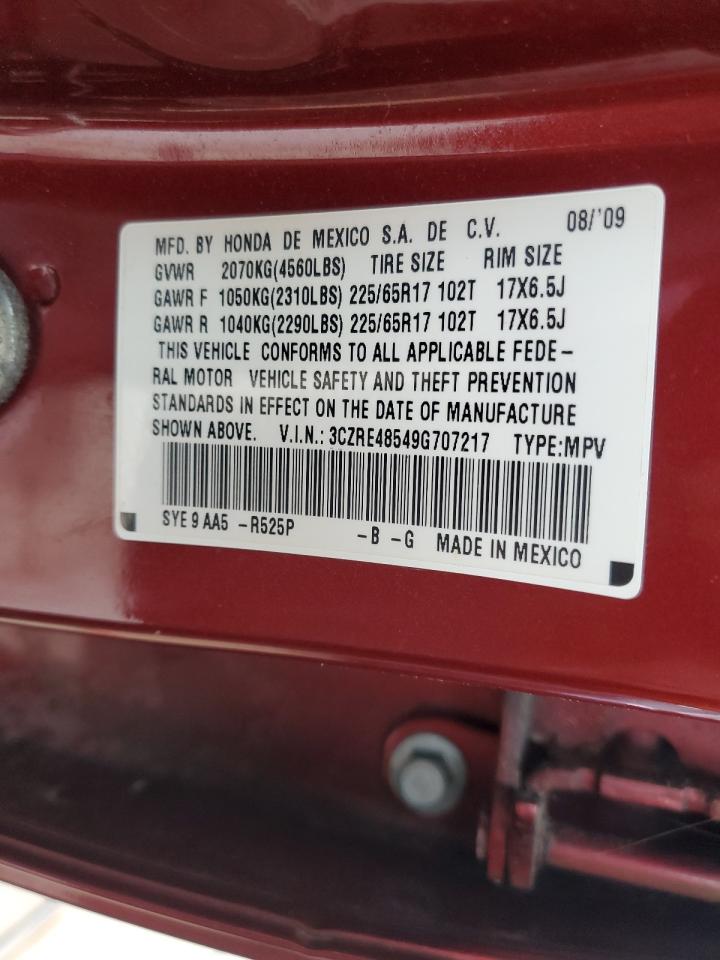 MFD. BY HONDA DE MEXICO S.A. DE C.V. 08/'09
GVWR 2070KG(4560LBS) TIRE SIZE RIM SIZE
GAWR F 1050KG(2310LBS) 225/65R17 102T 17X6.5J
GAWR R 1040KG(2290LBS) 225/65R17 102T 17X6.5J
THIS VEHICLE CONFORMS TO ALL APPLICABLE FEDE-
RAL MOTOR VEHICLE SAFETY AND THEFT PREVENTION
STANDARDS IN EFFECT ON THE DATE OF MANUFACTURE
SHOWN ABOVE. V.I.N.: 3CZRE48549G707217 TYPE:MPV
SYE 9 AA5 -R525P -B -G MADE IN MEXICO